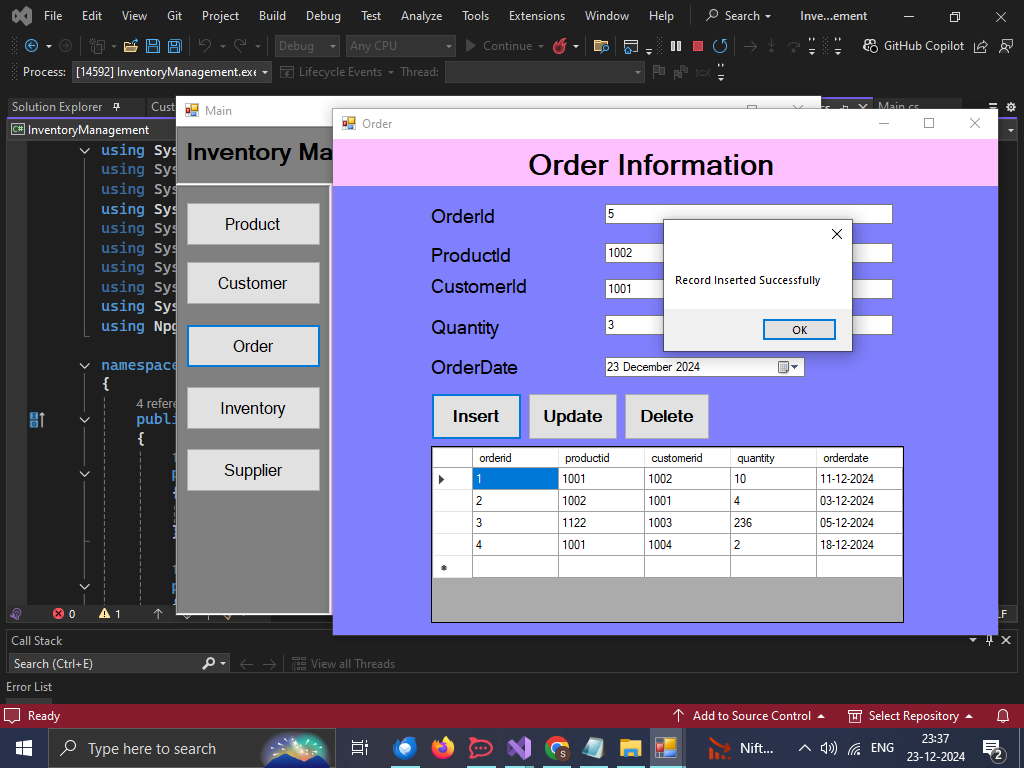 File Edit View Git Project Build Debug Test Analyze Tools Extensions Window Help Search Inve...ement
Debug Any CPU Continue GitHub Copilot
Process: [14592] InventoryManagement.exe Lifecycle Events Thread:
Solution Explorer Main.cs
InventoryManagement
using Sys
using Sys
using Sys
using Sys
using Sys
using Sys
using Sys
using Sys
using Sys
using Npg
namespace
{
4 refere
publi
{
Main
Inventory Ma
Product
Customer
Order
Inventory
Supplier
Order
Order Information
OrderId 5
ProductId 1002
CustomerId 1001
Quantity 3
OrderDate 23 December 2024
Record Inserted Successfully
OK
Insert Update Delete
orderid productid customerid quantity orderdate
1 1001 1002 10 11-12-2024
2 1002 1001 4 03-12-2024
3 1122 1003 236 05-12-2024
4 1001 1004 2 18-12-2024
0 1
Call Stack
Search (Ctrl+E) View all Threads
Error List
Ready Add to Source Control Select Repository
Type here to search Nift... ENG 23:37
23-12-2024
2